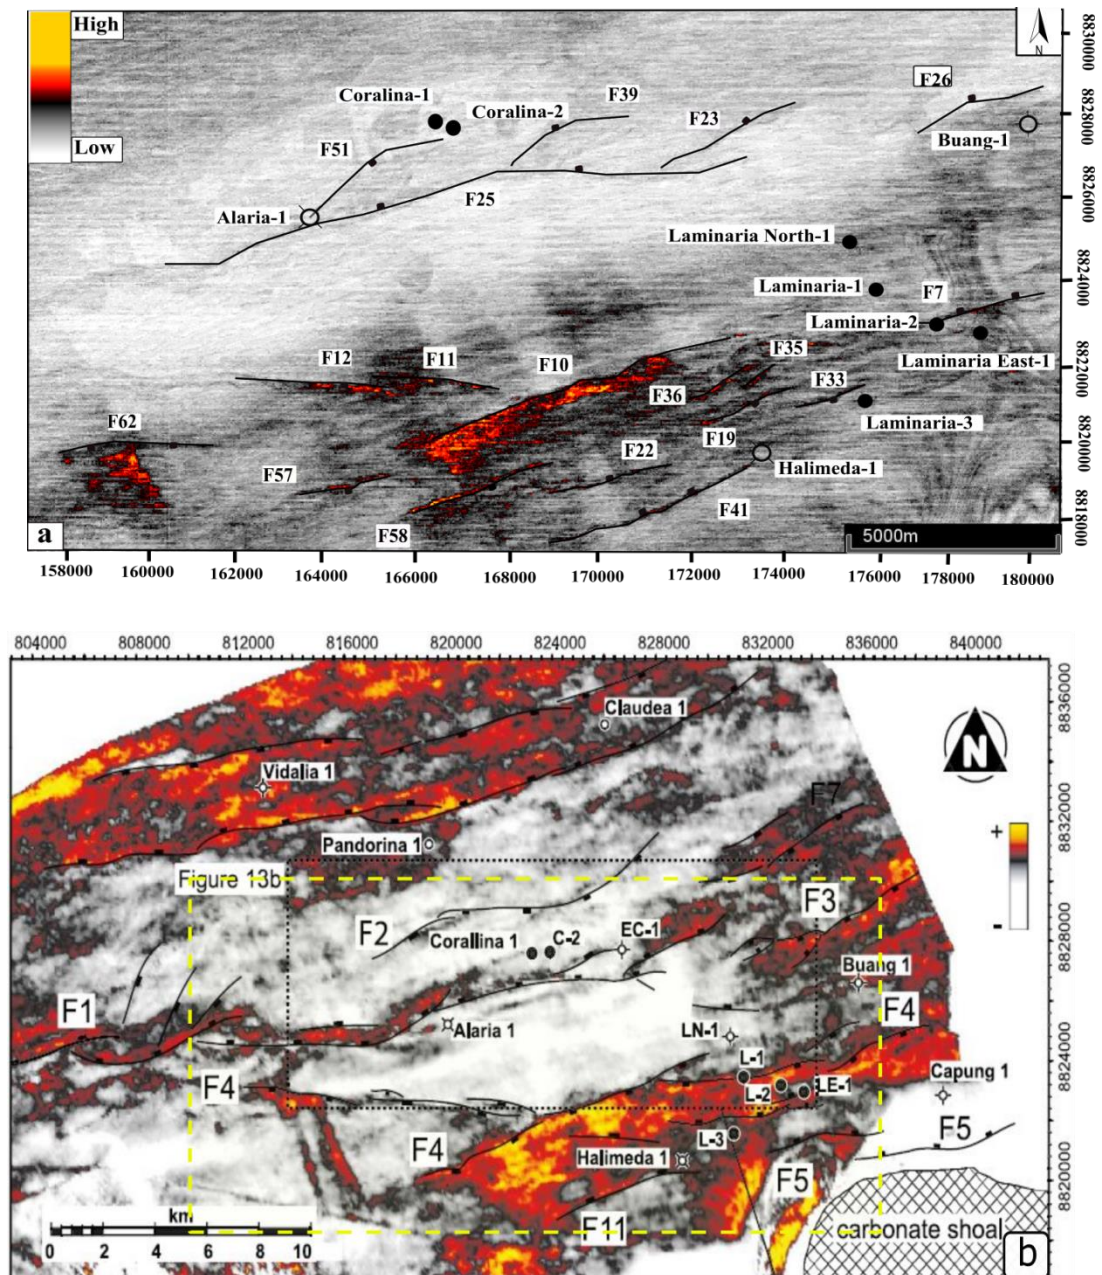 High
Low
N
8830000
8828000
8826000
8824000
8822000
8820000
8818000
F26
Coralina-1
F39
Coralina-2
F23
Buang-1
F51
F25
Alaria-1
Laminaria North-1
Laminaria-1
F7
Laminaria-2
F35
Laminaria East-1
F12
F11
F10
F36
F33
F62
Laminaria-3
F19
F22
F57
Halimeda-1
F41
F58
a
5000m
158000 160000 162000 164000 166000 168000 170000 172000 174000 176000 178000 180000
804000 808000 812000 816000 820000 824000 828000 832000 836000 840000
8836000
8832000
8828000
8824000
8820000
N
+
-
Claudea 1
Vidalia 1
F7
Pandorina 1
Figure 13b
F3
F2
Corallina 1 C-2 EC-1
Buang 1
F1
Alaria 1
LN-1
F4
F4
L-1
L-2
LE-1
Capung 1
F4
L-3
F5
Halimeda 1
F5
F11
km
0 2 4 6 8 10
carbonate shoal
b